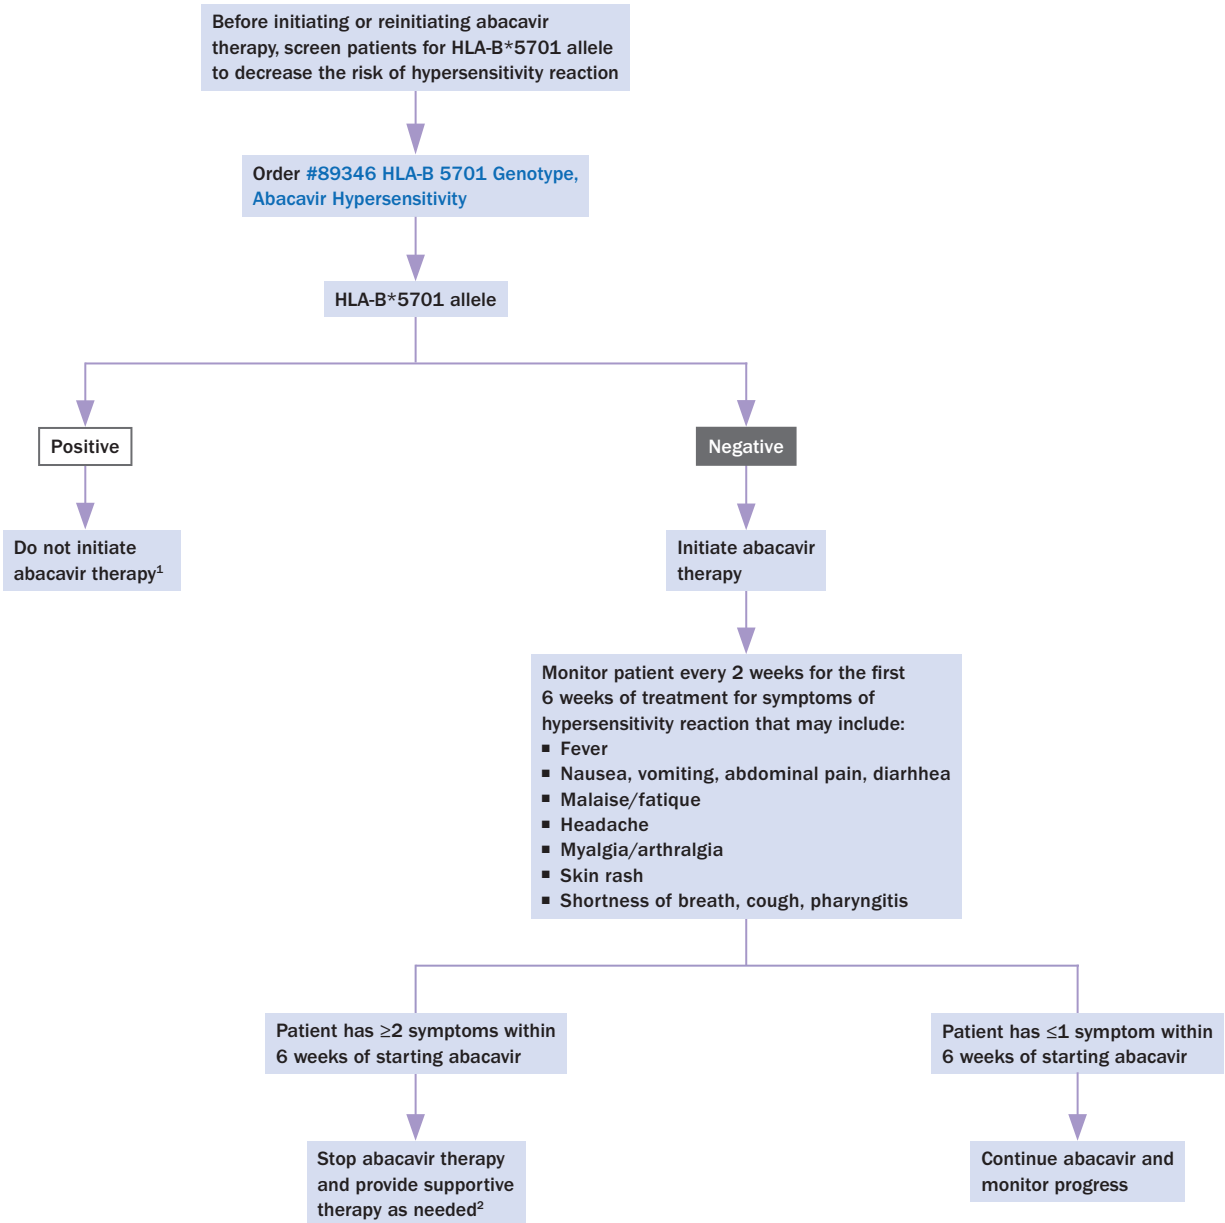 Before initiating or reinitiating abacavir
therapy, screen patients for HLA-B*5701 allele
to decrease the risk of hypersensitivity reaction
Order #89346 HLA-B 5701 Genotype,
Abacavir Hypersensitivity
HLA-B*5701 allele
Positive
Negative
Do not initiate
abacavir therapy¹
Initiate abacavir
therapy
Monitor patient every 2 weeks for the first
6 weeks of treatment for symptoms of
hypersensitivity reaction that may include:
▪ Fever
▪ Nausea, vomiting, abdominal pain, diarhhea
▪ Malaise/fatique
▪ Headache
▪ Myalgia/arthralgia
▪ Skin rash
▪ Shortness of breath, cough, pharyngitis
Patient has ≥2 symptoms within
6 weeks of starting abacavir
Patient has ≤1 symptom within
6 weeks of starting abacavir
Stop abacavir therapy
and provide supportive
therapy as needed²
Continue abacavir and
monitor progress